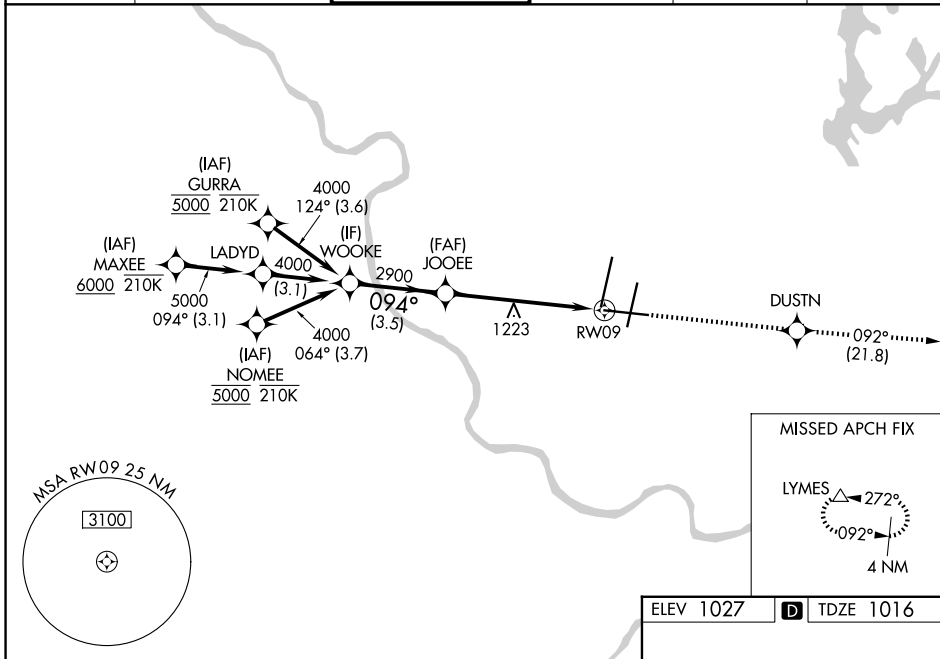 (IAF)
GURRA
5000 210K
4000
124° (3.6)
(IF)
WOOKE
(FAF)
JOOEE
(IAF)
MAXEE
6000 210K
LADYD
4000
(3.1)
2900
094°
(3.5)
5000
094° (3.1)
4000
064° (3.7)
(IAF)
NOMEE
5000 210K
1223
RW09
DUSTN
092°
(21.8)
MISSED APCH FIX
LYMES
272°
092°
4 NM
MSA RW09 25 NM
3100
ELEV 1027 D TDZE 1016